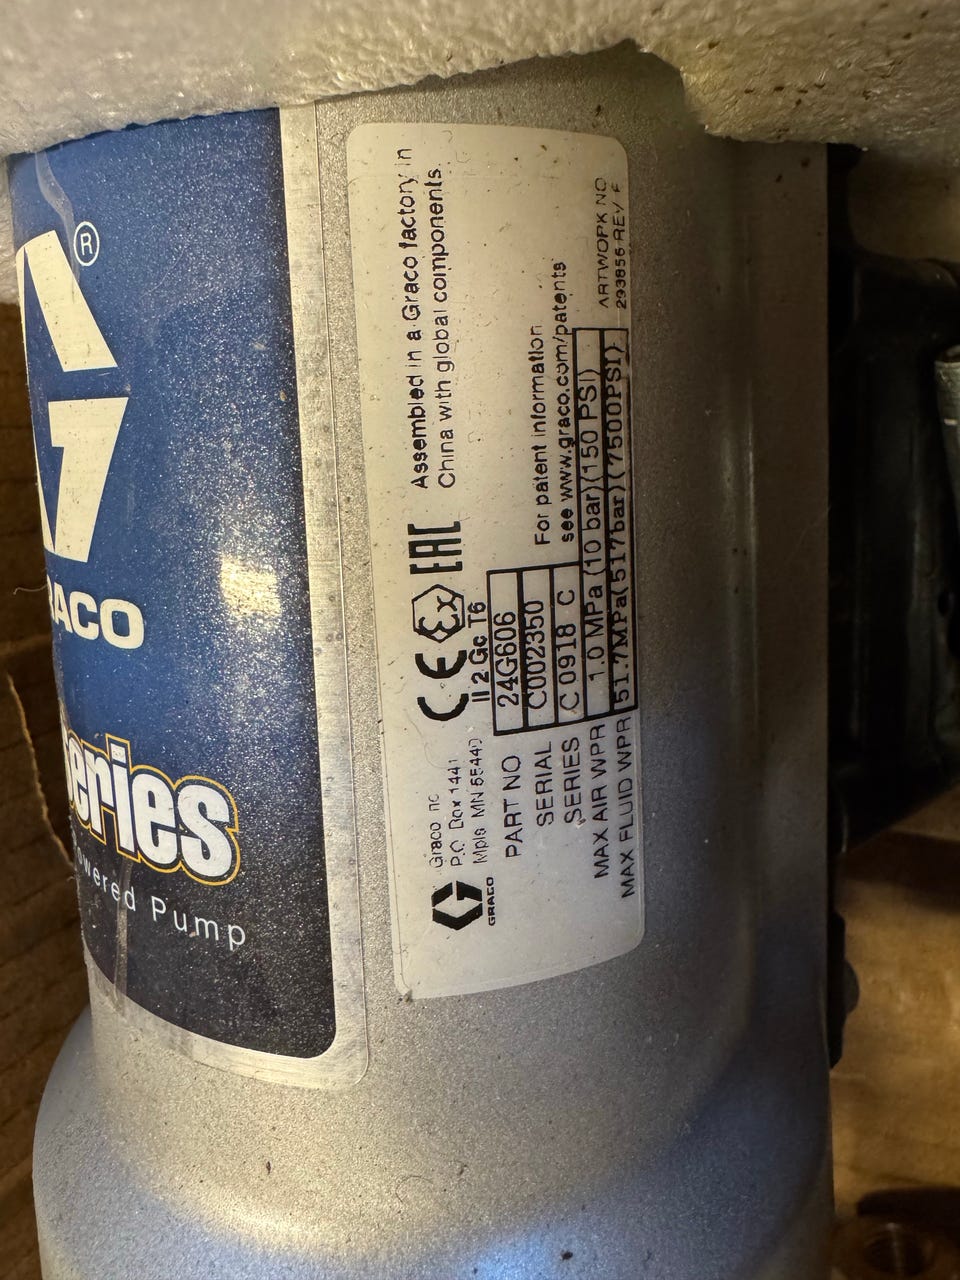 ®
ACO
eries
owered Pump
Graco nc
P.O. Box 1441
Mpls MN 55440
GRACO
CE Ex EAC
II 2 Gc T6
Assembled in a Graco factory in
China with global components.
For patent information
see www.graco.com/patents
PART NO 24G606
SERIAL C002350
SERIES C 0918 C
MAX AIR WPR 1.0 MPa (10 bar)(150 PSI)
MAX FLUID WPR 51.7MPa(517bar)(7500PSI)
ARTWORK NO
293856 REV F